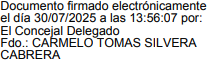 Documento firmado electrónicamente
el día 30/07/2025 a las 13:56:07 por:
El Concejal Delegado
Fdo.: CARMELO TOMAS SILVERA
CABRERA